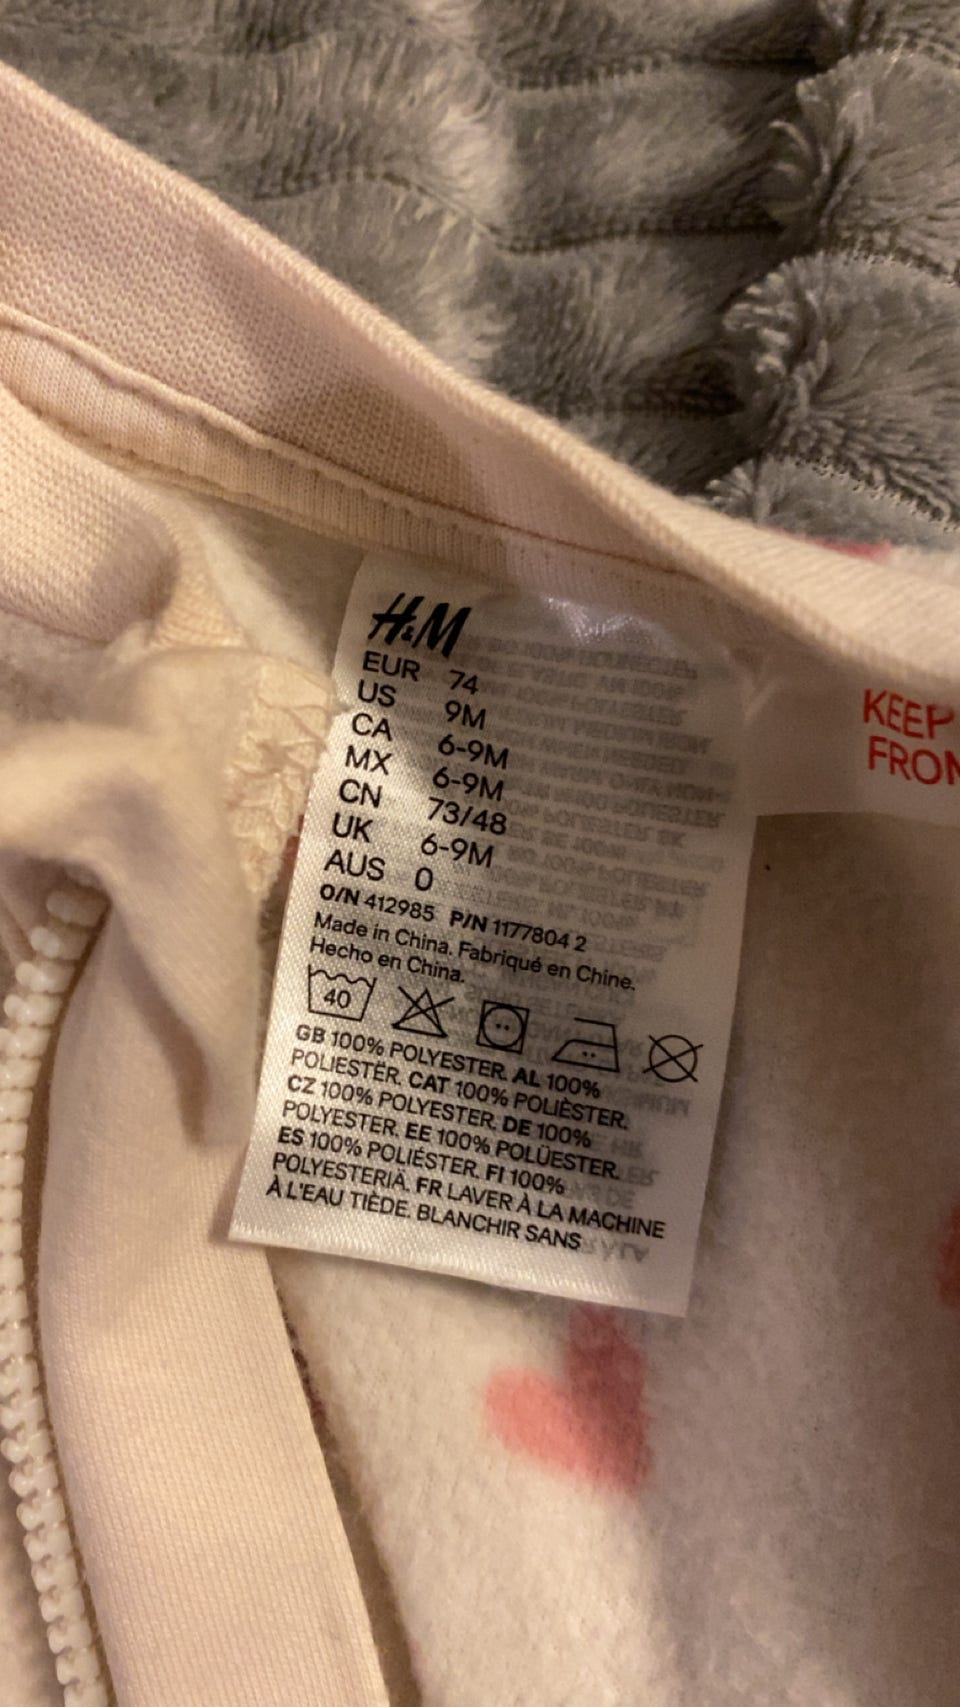 H&M
EUR 74
US 9M
CA 6-9M
MX 6-9M
CN 73/48
UK 6-9M
AUS 0
O/N 412985 P/N 1177804 2
Made in China. Fabriqué en Chine.
Hecho en China.
40
GB 100% POLYESTER. AL 100%
POLIESTËR. CAT 100% POLIÈSTER.
CZ 100% POLYESTER. DE 100%
POLYESTER. EE 100% POLÜESTER.
ES 100% POLIÉSTER. FI 100%
POLYESTERIÀ. FR LAVER À LA MACHINE
À L'EAU TIÈDE. BLANCHIR SANS
KEEP
FROM